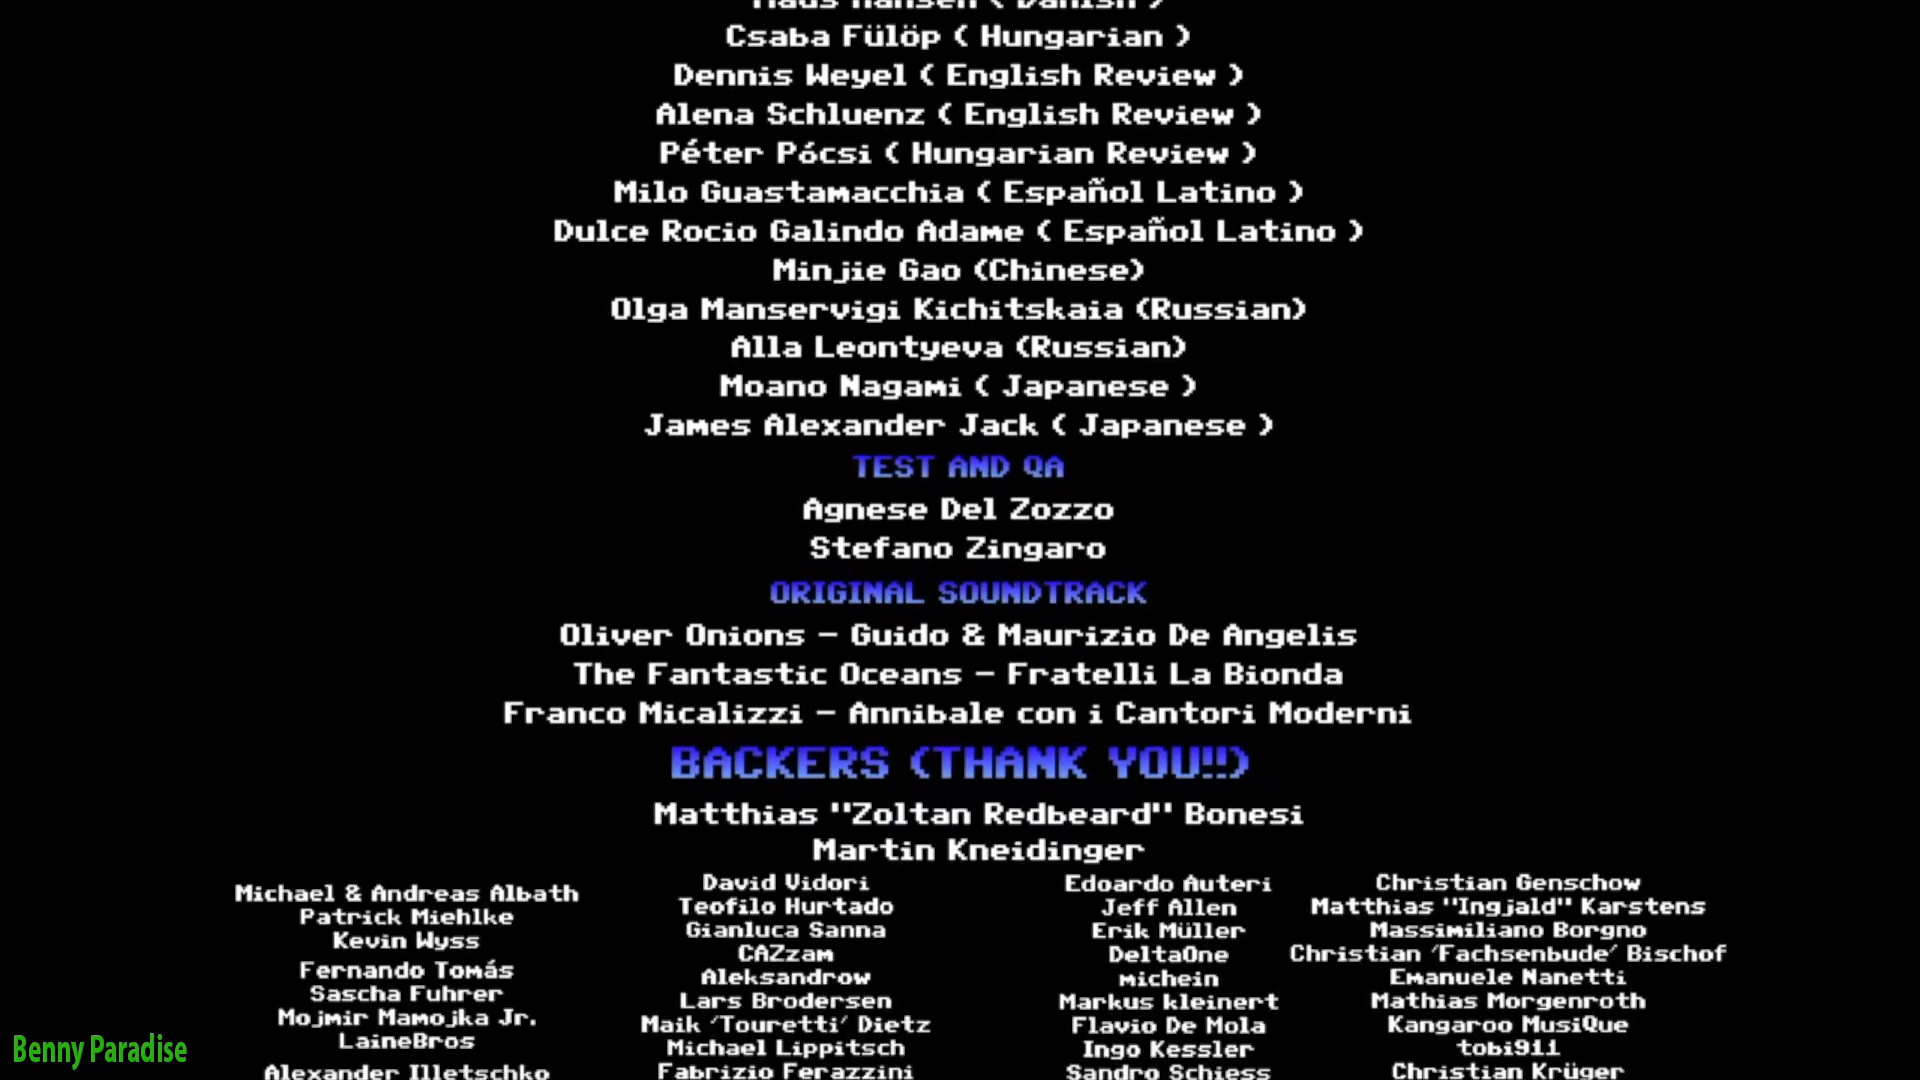 Mads Hansen ( Danish )
Csaba Fülöp ( Hungarian )
Dennis Weyel ( English Review )
Alena Schluenz ( English Review )
Péter Pócsi ( Hungarian Review )
Milo Guastamacchia ( Español Latino )
Dulce Rocio Galindo Adame ( Español Latino )
Minjie Gao (Chinese)
Olga Manservigi Kichitskaia (Russian)
Alla Leontyeva (Russian)
Moano Nagami ( Japanese )
James Alexander Jack ( Japanese )
TEST AND QA
Agnese Del Zozzo
Stefano Zingaro
ORIGINAL SOUNDTRACK
Oliver Onions – Guido & Maurizio De Angelis
The Fantastic Oceans – Fratelli La Bionda
Franco Micalizzi – Annibale con i Cantori Moderni
BACKERS (THANK YOU!!)
Matthias "Zoltan Redbeard" Bonesi
Martin Kneidinger
Michael & Andreas Albath
Patrick Miehlke
Kevin Wyss
Fernando Tomás
Sascha Fuhrer
Mojmir Mamojka Jr.
LaineBros
Alexander Illetschko
David Vidori
Teofilo Hurtado
Gianluca Sanna
CAZzam
Aleksandrow
Lars Brodersen
Maik 'Touretti' Dietz
Michael Lippitsch
Fabrizio Ferazzini
Edoardo Auteri
Jeff Allen
Erik Müller
DeltaOne
michein
Markus kleinert
Flavio De Mola
Ingo Kessler
Sandro Schiess
Christian Genschow
Matthias "Ingjald" Karstens
Massimiliano Borgno
Christian 'Fachsenbude' Bischof
Emanuele Nanetti
Mathias Morgenroth
Kangaroo MusiQue
tobi911
Christian Krüger
Benny Paradise